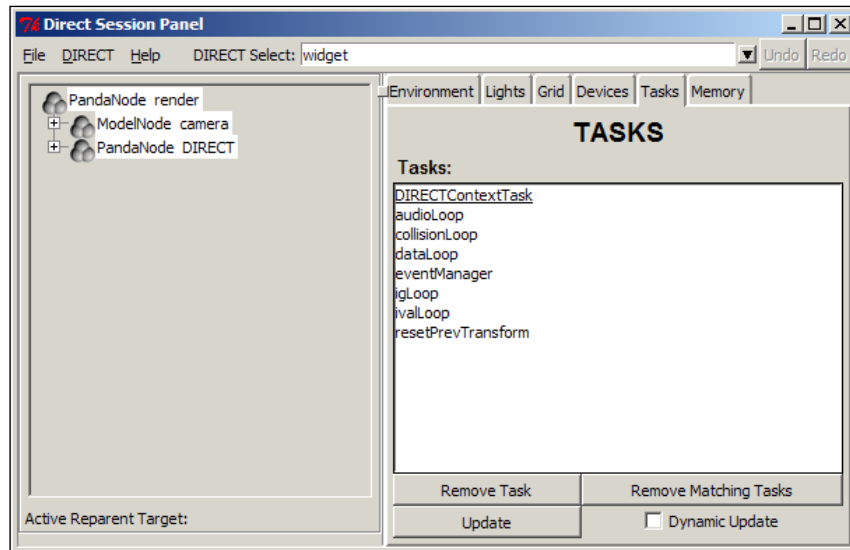 Direct Session Panel
File DIRECT Help DIRECT Select: widget Undo Redo
PandaNode render
ModelNode camera
PandaNode DIRECT
Active Reparent Target:
Environment Lights Grid Devices Tasks Memory
TASKS
Tasks:
DIRECTContextTask
audioLoop
collisionLoop
dataLoop
eventManager
igLoop
ivalLoop
resetPrevTransform
Remove Task Remove Matching Tasks
Update Dynamic Update